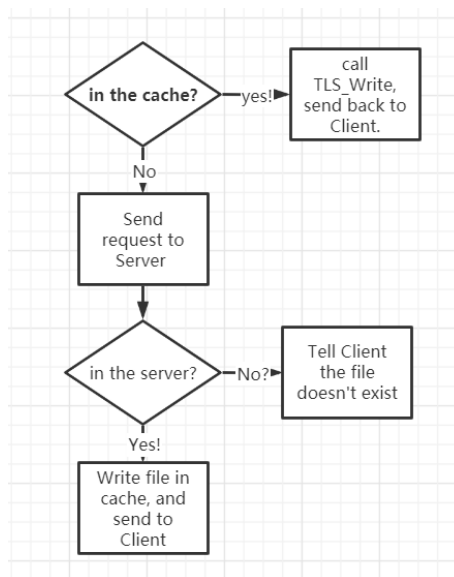 in the cache?
yes!
call
TLS_Write,
send back to
Client.
No
Send
request to
Server
in the server?
No?
Tell Client
the file
doesn't exist
Yes!
Write file in
cache, and
send to
Client